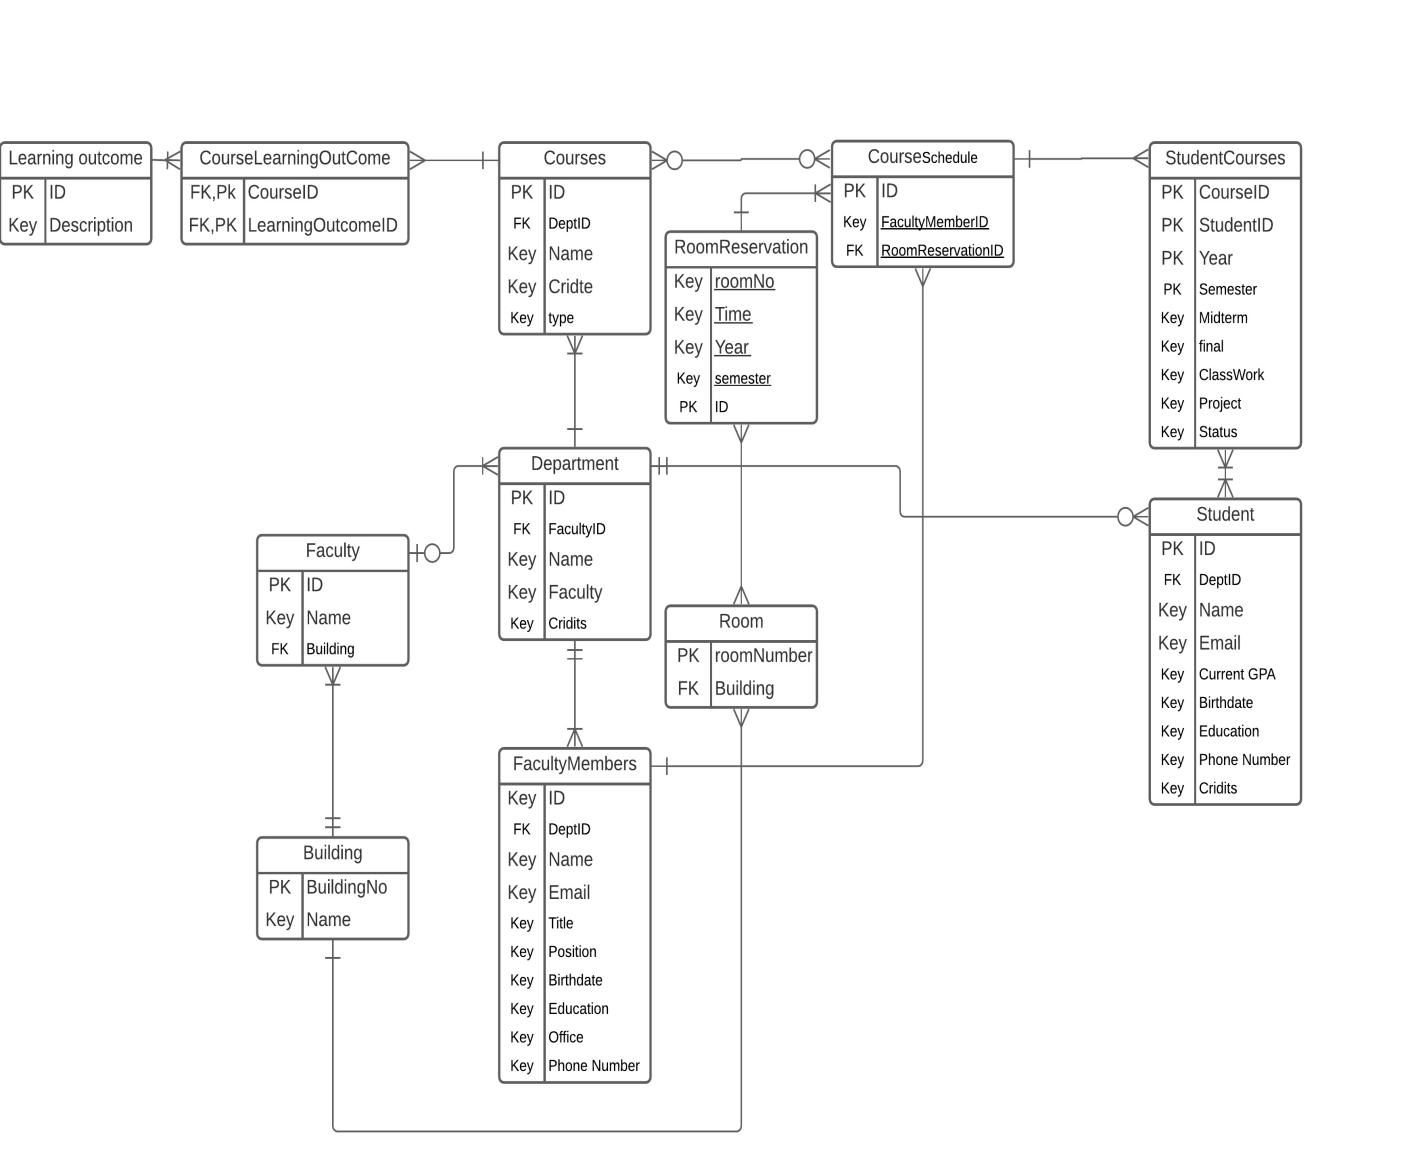 Learning outcome
PK ID
Key Description
CourseLearningOutCome
FK,Pk CourseID
FK,PK LearningOutcomeID
Courses
PK ID
FK DeptID
Key Name
Key Cridte
Key type
CourseSchedule
PK ID
Key FacultyMemberID
FK RoomReservationID
StudentCourses
PK CourseID
PK StudentID
PK Year
PK Semester
Key Midterm
Key final
Key ClassWork
Key Project
Key Status
RoomReservation
Key roomNo
Key Time
Key Year
Key semester
PK ID
Department
PK ID
FK FacultyID
Key Name
Key Faculty
Key Cridits
Student
PK ID
FK DeptID
Key Name
Key Email
Key Current GPA
Key Birthdate
Key Education
Key Phone Number
Key Cridits
Faculty
PK ID
Key Name
FK Building
Room
PK roomNumber
FK Building
FacultyMembers
Key ID
FK DeptID
Key Name
Key Email
Key Title
Key Position
Key Birthdate
Key Education
Key Office
Key Phone Number
Building
PK BuildingNo
Key Name